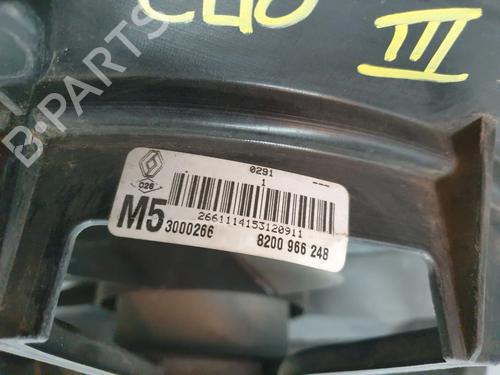 CLIO
III
B-PARTS
0291
1
---
D26
2661114153120911
M5
3000266
8200 966 248